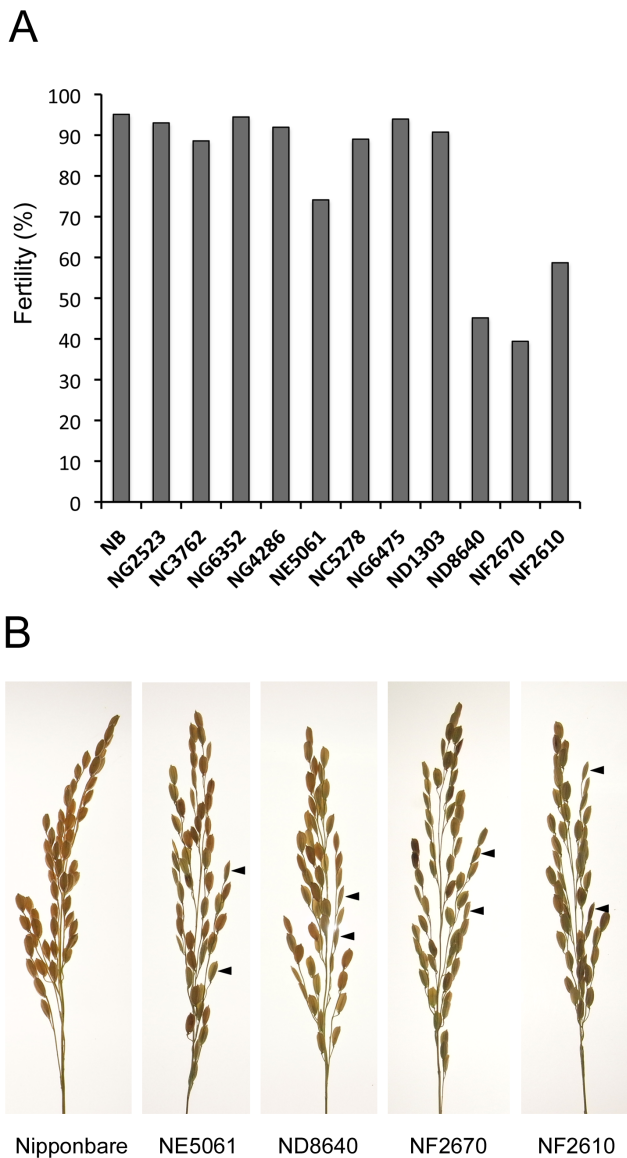 A
Fertility (%)
100
90
80
70
60
50
40
30
20
10
0
NB
NG2523
NC3762
NG6352
NG4286
NE5061
NC5278
NG6475
ND1303
ND8640
NF2670
NF2610
B
Nipponbare
NE5061
ND8640
NF2670
NF2610